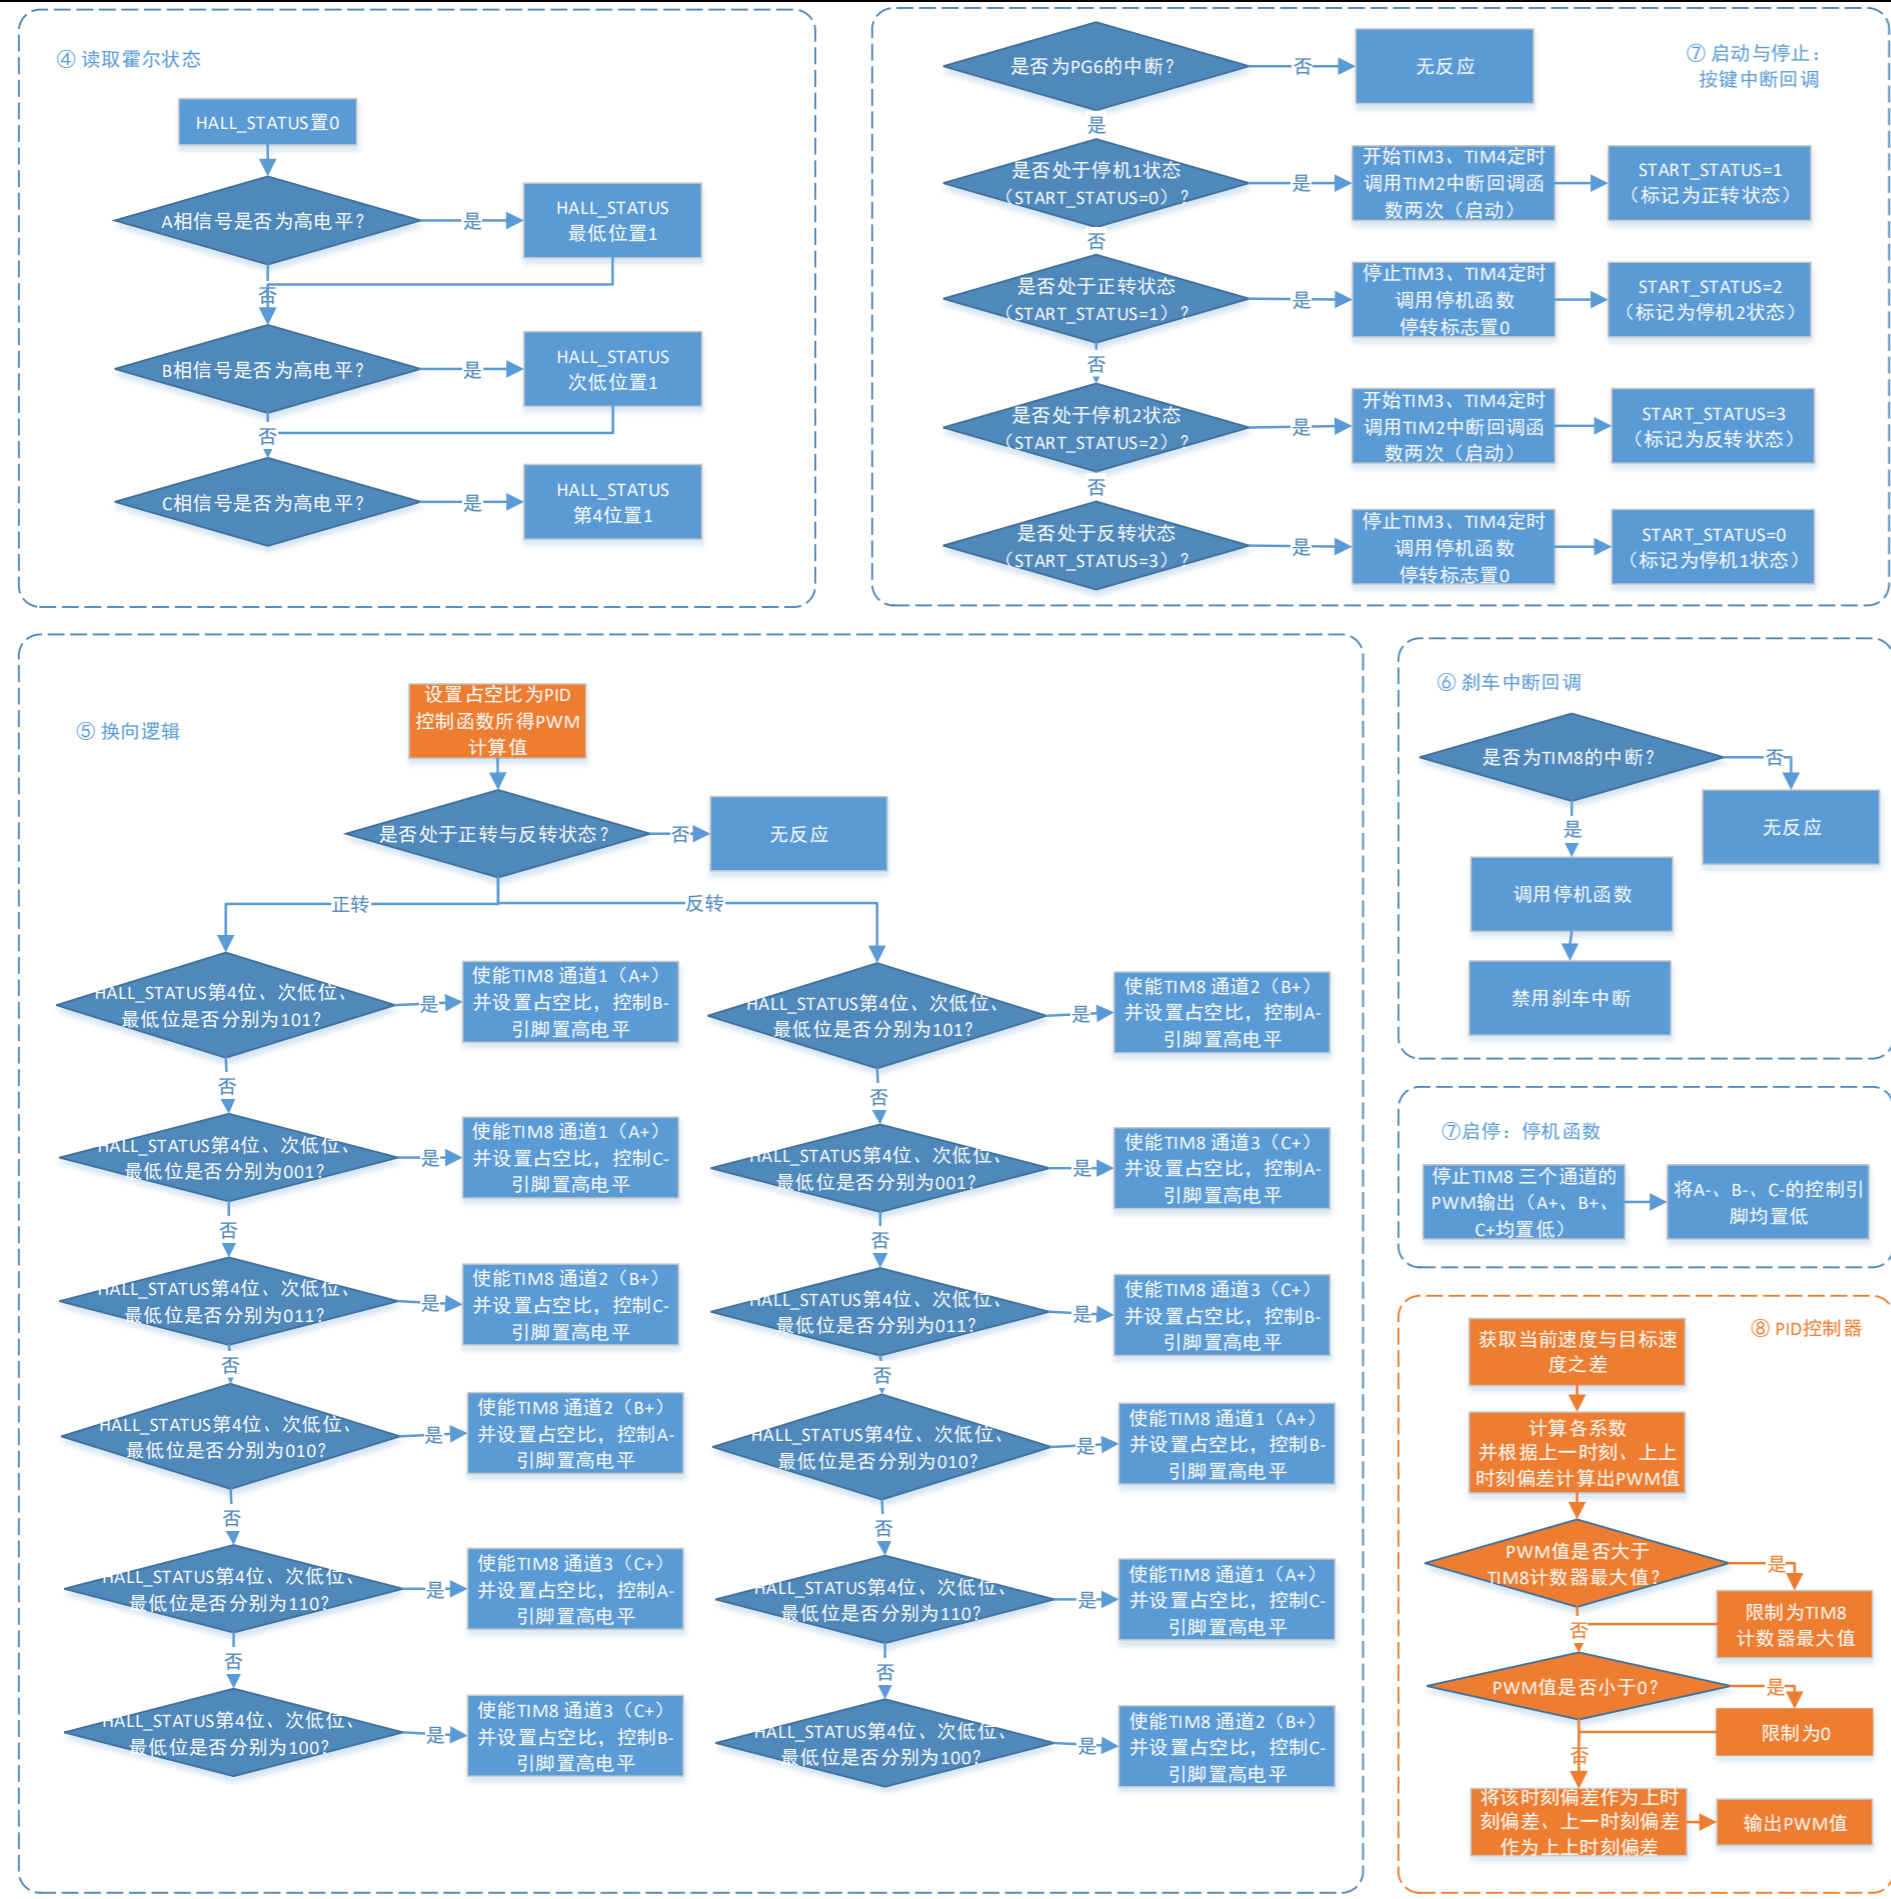 ④ 读取霍尔状态
HALL_STATUS置0
A相信号是否为高电平？
是
HALL_STATUS
最低位置1
否
B相信号是否为高电平？
是
HALL_STATUS
次低位置1
否
C相信号是否为高电平？
是
HALL_STATUS
第4位置1
⑦ 启动与停止：
按键中断回调
是否为PG6的中断？
否
无反应
是
是否处于停机1状态
（START_STATUS=0）？
是
开始TIM3、TIM4定时
调用TIM2中断回调函
数两次（启动）
START_STATUS=1
（标记为正转状态）
否
是否处于正转状态
（START_STATUS=1）？
是
停止TIM3、TIM4定时
调用停机函数
停转标志置0
START_STATUS=2
（标记为停机2状态）
否
是否处于停机2状态
（START_STATUS=2）？
是
开始TIM3、TIM4定时
调用TIM2中断回调函
数两次（启动）
START_STATUS=3
（标记为反转状态）
否
是否处于反转状态
（START_STATUS=3）？
是
停止TIM3、TIM4定时
调用停机函数
停转标志置0
START_STATUS=0
（标记为停机1状态）
⑤ 换向逻辑
设置占空比为PID
控制函数所得PWM
计算值
是否处于正转与反转状态？
否
无反应
正转
反转
HALL_STATUS第4位、次低位、
最低位是否分别为101？
是
使能TIM8 通道1（A+）
并设置占空比，控制B-
引脚置高电平
否
HALL_STATUS第4位、次低位、
最低位是否分别为001？
是
使能TIM8 通道1（A+）
并设置占空比，控制C-
引脚置高电平
否
HALL_STATUS第4位、次低位、
最低位是否分别为011？
是
使能TIM8 通道2（B+）
并设置占空比，控制C-
引脚置高电平
否
HALL_STATUS第4位、次低位、
最低位是否分别为010？
是
使能TIM8 通道2（B+）
并设置占空比，控制A-
引脚置高电平
否
HALL_STATUS第4位、次低位、
最低位是否分别为110？
是
使能TIM8 通道3（C+）
并设置占空比，控制A-
引脚置高电平
否
HALL_STATUS第4位、次低位、
最低位是否分别为100？
是
使能TIM8 通道3（C+）
并设置占空比，控制B-
引脚置高电平
HALL_STATUS第4位、次低位、
最低位是否分别为101？
是
使能TIM8 通道2（B+）
并设置占空比，控制A-
引脚置高电平
否
HALL_STATUS第4位、次低位、
最低位是否分别为001？
是
使能TIM8 通道3（C+）
并设置占空比，控制A-
引脚置高电平
否
HALL_STATUS第4位、次低位、
最低位是否分别为011？
是
使能TIM8 通道3（C+）
并设置占空比，控制B-
引脚置高电平
否
HALL_STATUS第4位、次低位、
最低位是否分别为010？
是
使能TIM8 通道1（A+）
并设置占空比，控制B-
引脚置高电平
否
HALL_STATUS第4位、次低位、
最低位是否分别为110？
是
使能TIM8 通道1（A+）
并设置占空比，控制C-
引脚置高电平
否
HALL_STATUS第4位、次低位、
最低位是否分别为100？
是
使能TIM8 通道2（B+）
并设置占空比，控制C-
引脚置高电平
⑥ 刹车中断回调
是否为TIM8的中断？
否
无反应
是
调用停机函数
禁用刹车中断
⑦启停：停机函数
停止TIM8 三个通道的
PWM输出（A+、B+、
C+均置低）
将A-、B-、C-的控制引
脚均置低
⑧ PID控制器
获取当前速度与目标速
度之差
计算各系数
并根据上一时刻、上上
时刻偏差计算出PWM值
PWM值是否大于
TIM8计数器最大值？
是
限制为TIM8
计数器最大值
否
PWM值是否小于0？
是
限制为0
否
将该时刻偏差作为上时
刻偏差、上一时刻偏差
作为上上时刻偏差
输出PWM值